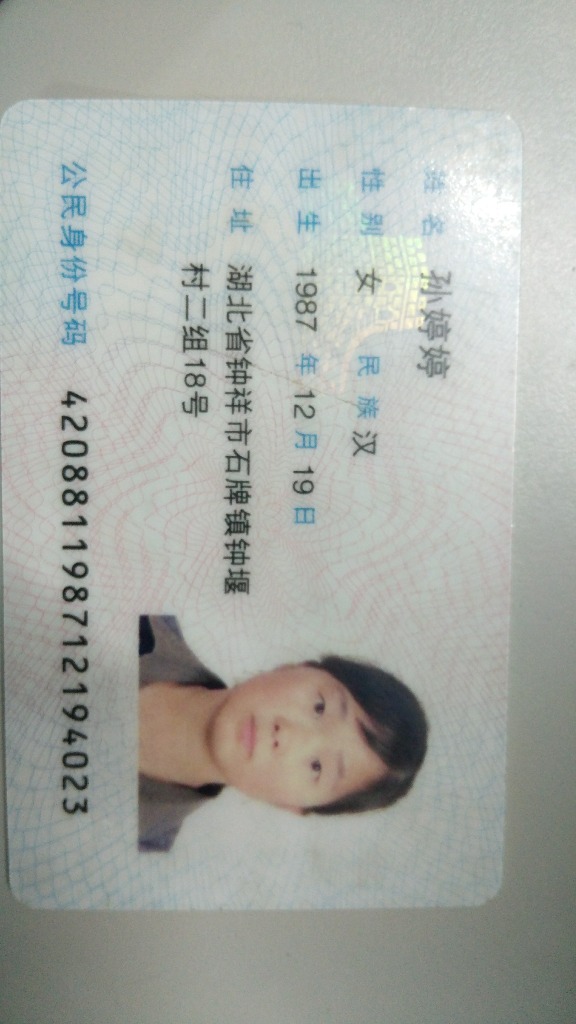 姓名 孙婷婷
性别 女 民族 汉
出生 1987 年 12 月 19 日
住址 湖北省钟祥市石牌镇钟堰
村二组18号
公民身份号码 420881198712194023